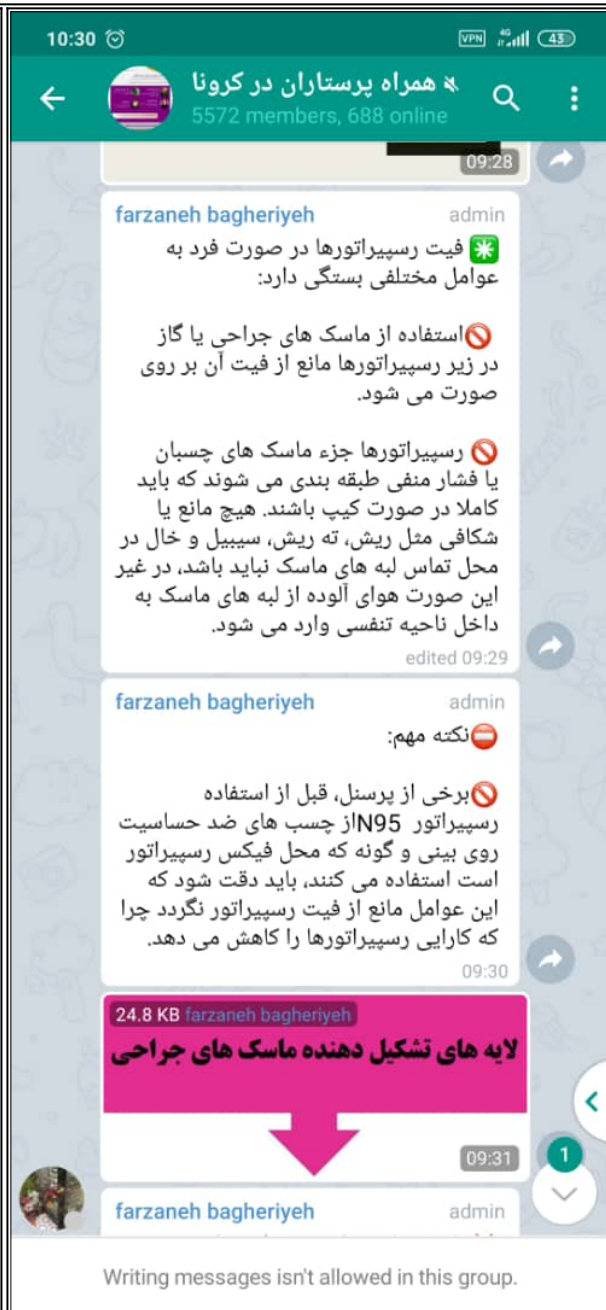 10:30
VPN 4G 43
همراه پرستاران در کرونا
5572 members, 688 online
09:28
farzaneh bagheriyeh admin
فیت رسپیراتورها در صورت فرد به
عوامل مختلفی بستگی دارد:
🚫استفاده از ماسک های جراحی یا گاز
در زیر رسپیراتورها مانع از فیت آن بر روی
صورت می شود.
🚫 رسپیراتورها جزء ماسک های چسبان
یا فشار منفی طبقه بندی می شوند که باید
کاملا در صورت کیپ باشند. هیچ مانع یا
شکافی مثل ریش، ته ریش، سیبیل و خال در
محل تماس لبه های ماسک نباید باشد، در غیر
این صورت هوای آلوده از لبه های ماسک به
داخل ناحیه تنفسی وارد می شود.
edited 09:29
farzaneh bagheriyeh admin
⛔نکته مهم:
🚫برخی از پرسنل، قبل از استفاده
رسپیراتور N95از چسب های ضد حساسیت
روی بینی و گونه که محل فیکس رسپیراتور
است استفاده می کنند، باید دقت شود که
این عوامل مانع از فیت رسپیراتور نگردد چرا
که کارایی رسپیراتورها را کاهش می دهد.
09:30
24.8 KB farzaneh bagheriyeh
لایه های تشکیل دهنده ماسک های جراحی
09:31
1
farzaneh bagheriyeh admin
Writing messages isn't allowed in this group.